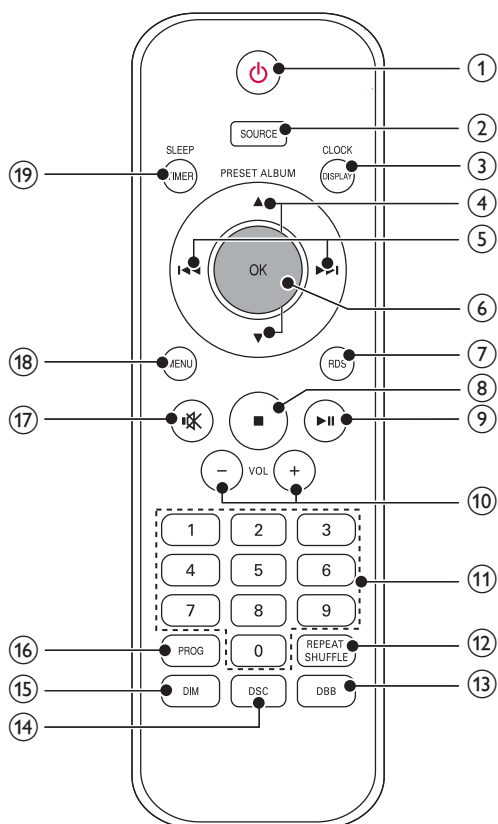 ①
SOURCE
②
SLEEP
CLOCK
⑲
TIMER
PRESET ALBUM
DISPLAY
③
④
⑤
OK
⑥
⑦
⑱
MENU
RDS
⑧
⑰
⑨
− VOL +
⑩
1 2 3
4 5 6
⑪
7 8 9
⑯
PROG
0
REPEAT
SHUFFLE
⑫
⑮
DIM
DSC
DBB
⑬
⑭